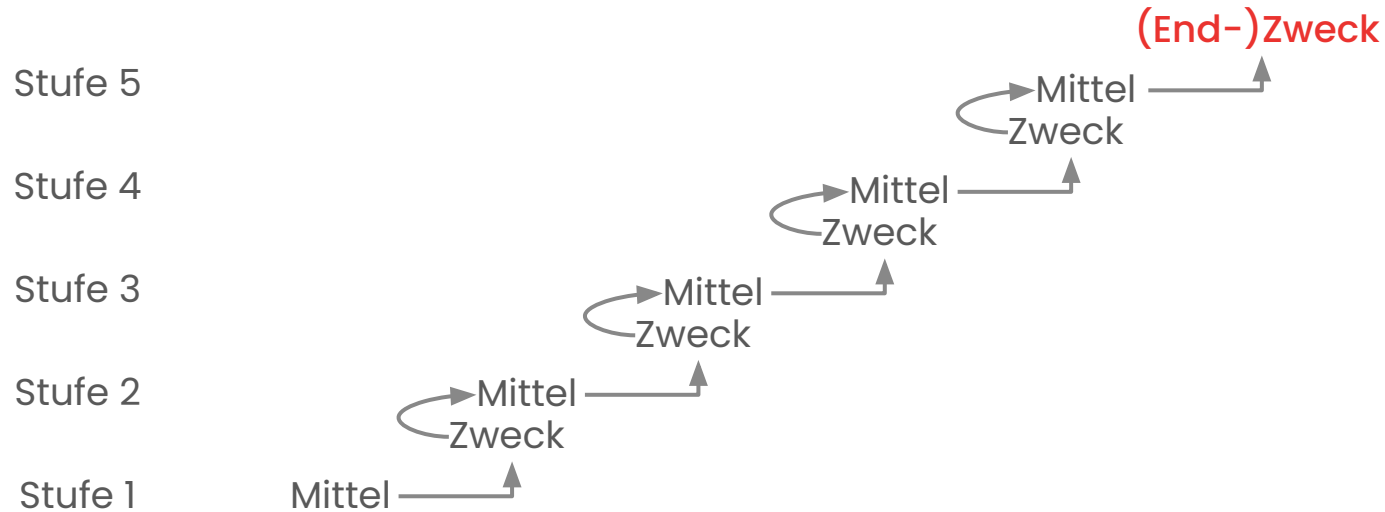 (End-)Zweck
Stufe 5 Mittel
Zweck
Stufe 4 Mittel
Zweck
Stufe 3 Mittel
Zweck
Stufe 2 Mittel
Zweck
Stufe 1 Mittel